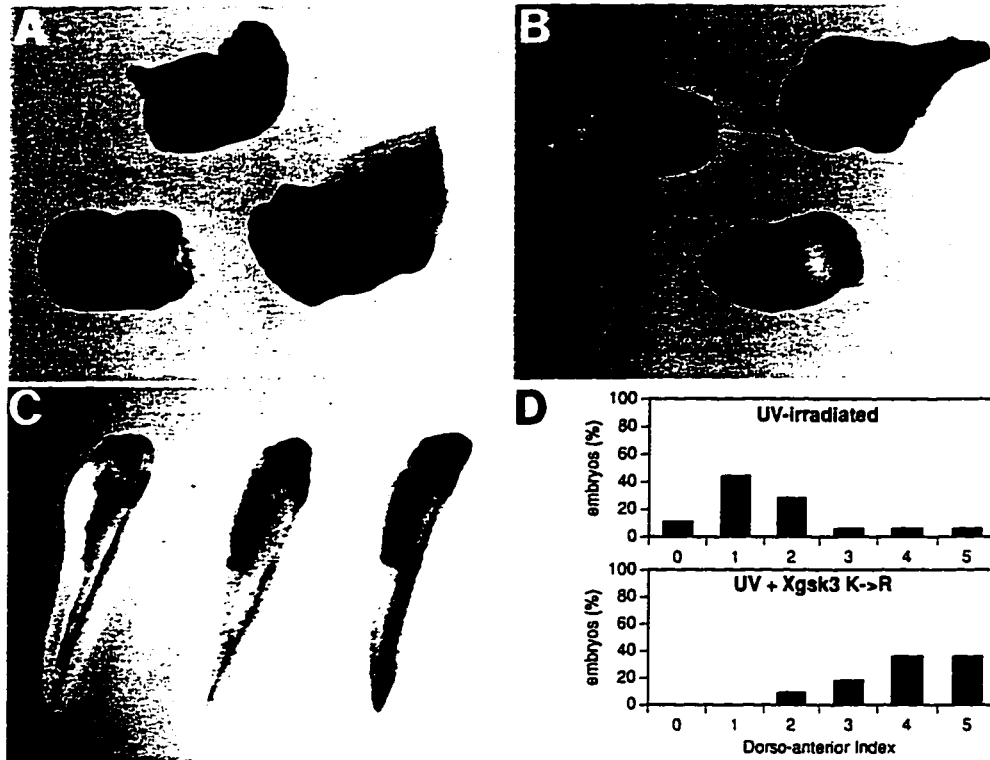 A
B
C
D
UV-irradiated
embryos (%)
100
80
60
40
20
0
0 1 2 3 4 5
UV + Xgsk3 K->R
embryos (%)
100
80
60
40
20
0
0 1 2 3 4 5
Dorso-anterior Index